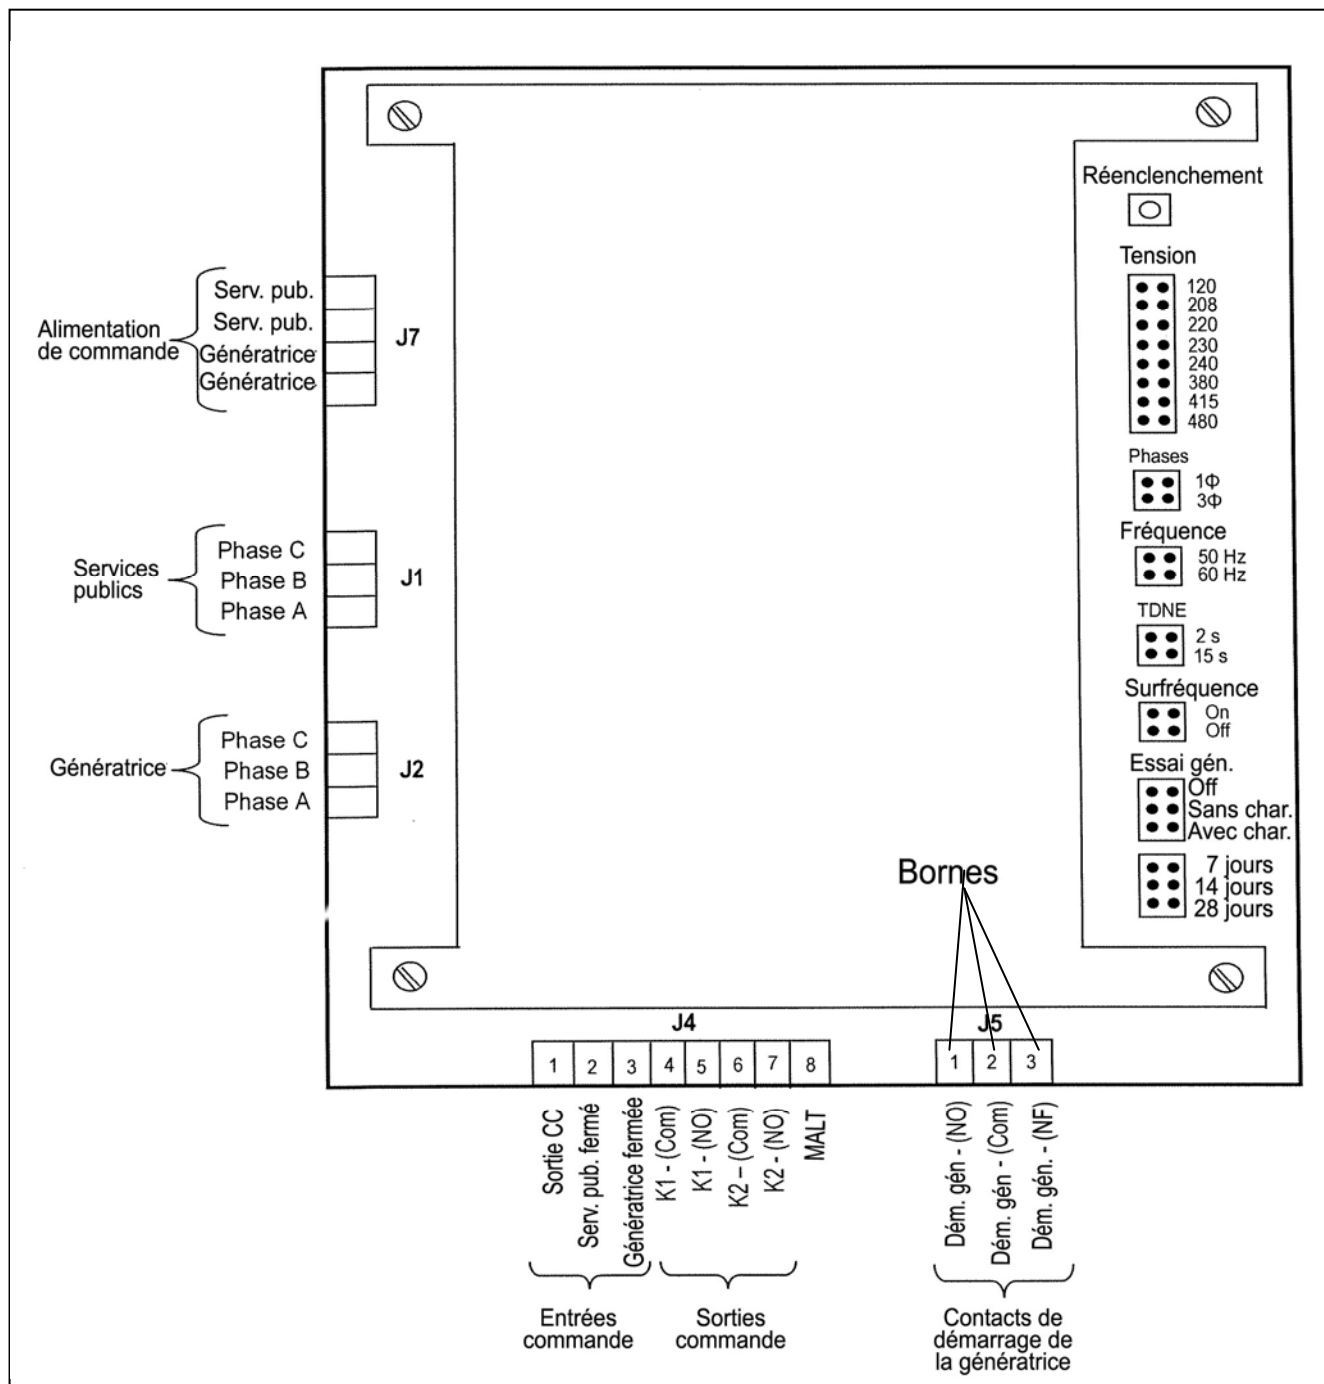 Réenclenchement
Tension
120
208
220
230
240
380
415
480
Phases
1Φ
3Φ
Fréquence
50 Hz
60 Hz
TDNE
2 s
15 s
Surfréquence
On
Off
Essai gén.
Off
Sans char.
Avec char.
7 jours
14 jours
28 jours
Alimentation
de commande
Serv. pub.
Serv. pub.
Génératrice
Génératrice
J7
Services
publics
Phase C
Phase B
Phase A
J1
Génératrice
Phase C
Phase B
Phase A
J2
Bornes
J4
1 2 3 4 5 6 7 8
Sortie CC
Serv. pub. fermé
Génératrice fermée
K1 - (Com)
K1 - (NO)
K2 – (Com)
K2 - (NO)
MALT
Entrées
commande
Sorties
commande
J5
1 2 3
Dém. gén - (NO)
Dém. gén - (Com)
Dém. gén. - (NF)
Contacts de
démarrage de
la génératrice